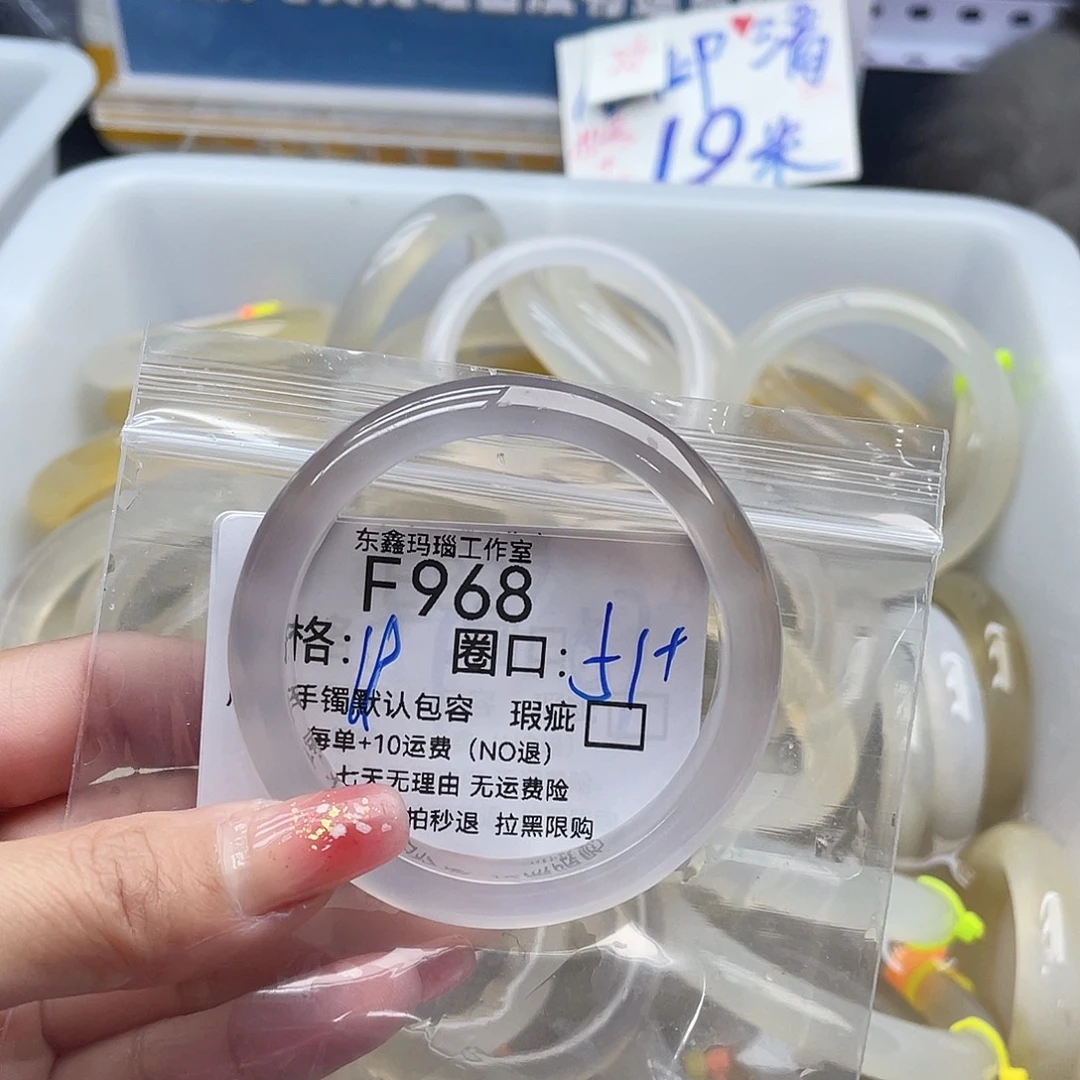 19米
东鑫玛瑙工作室
F968
格: 圈口: 51+
手镯默认包容 瑕疵
每单+10运费（NO退）
七天无理由 无运费险
拍秒退 拉黑限购